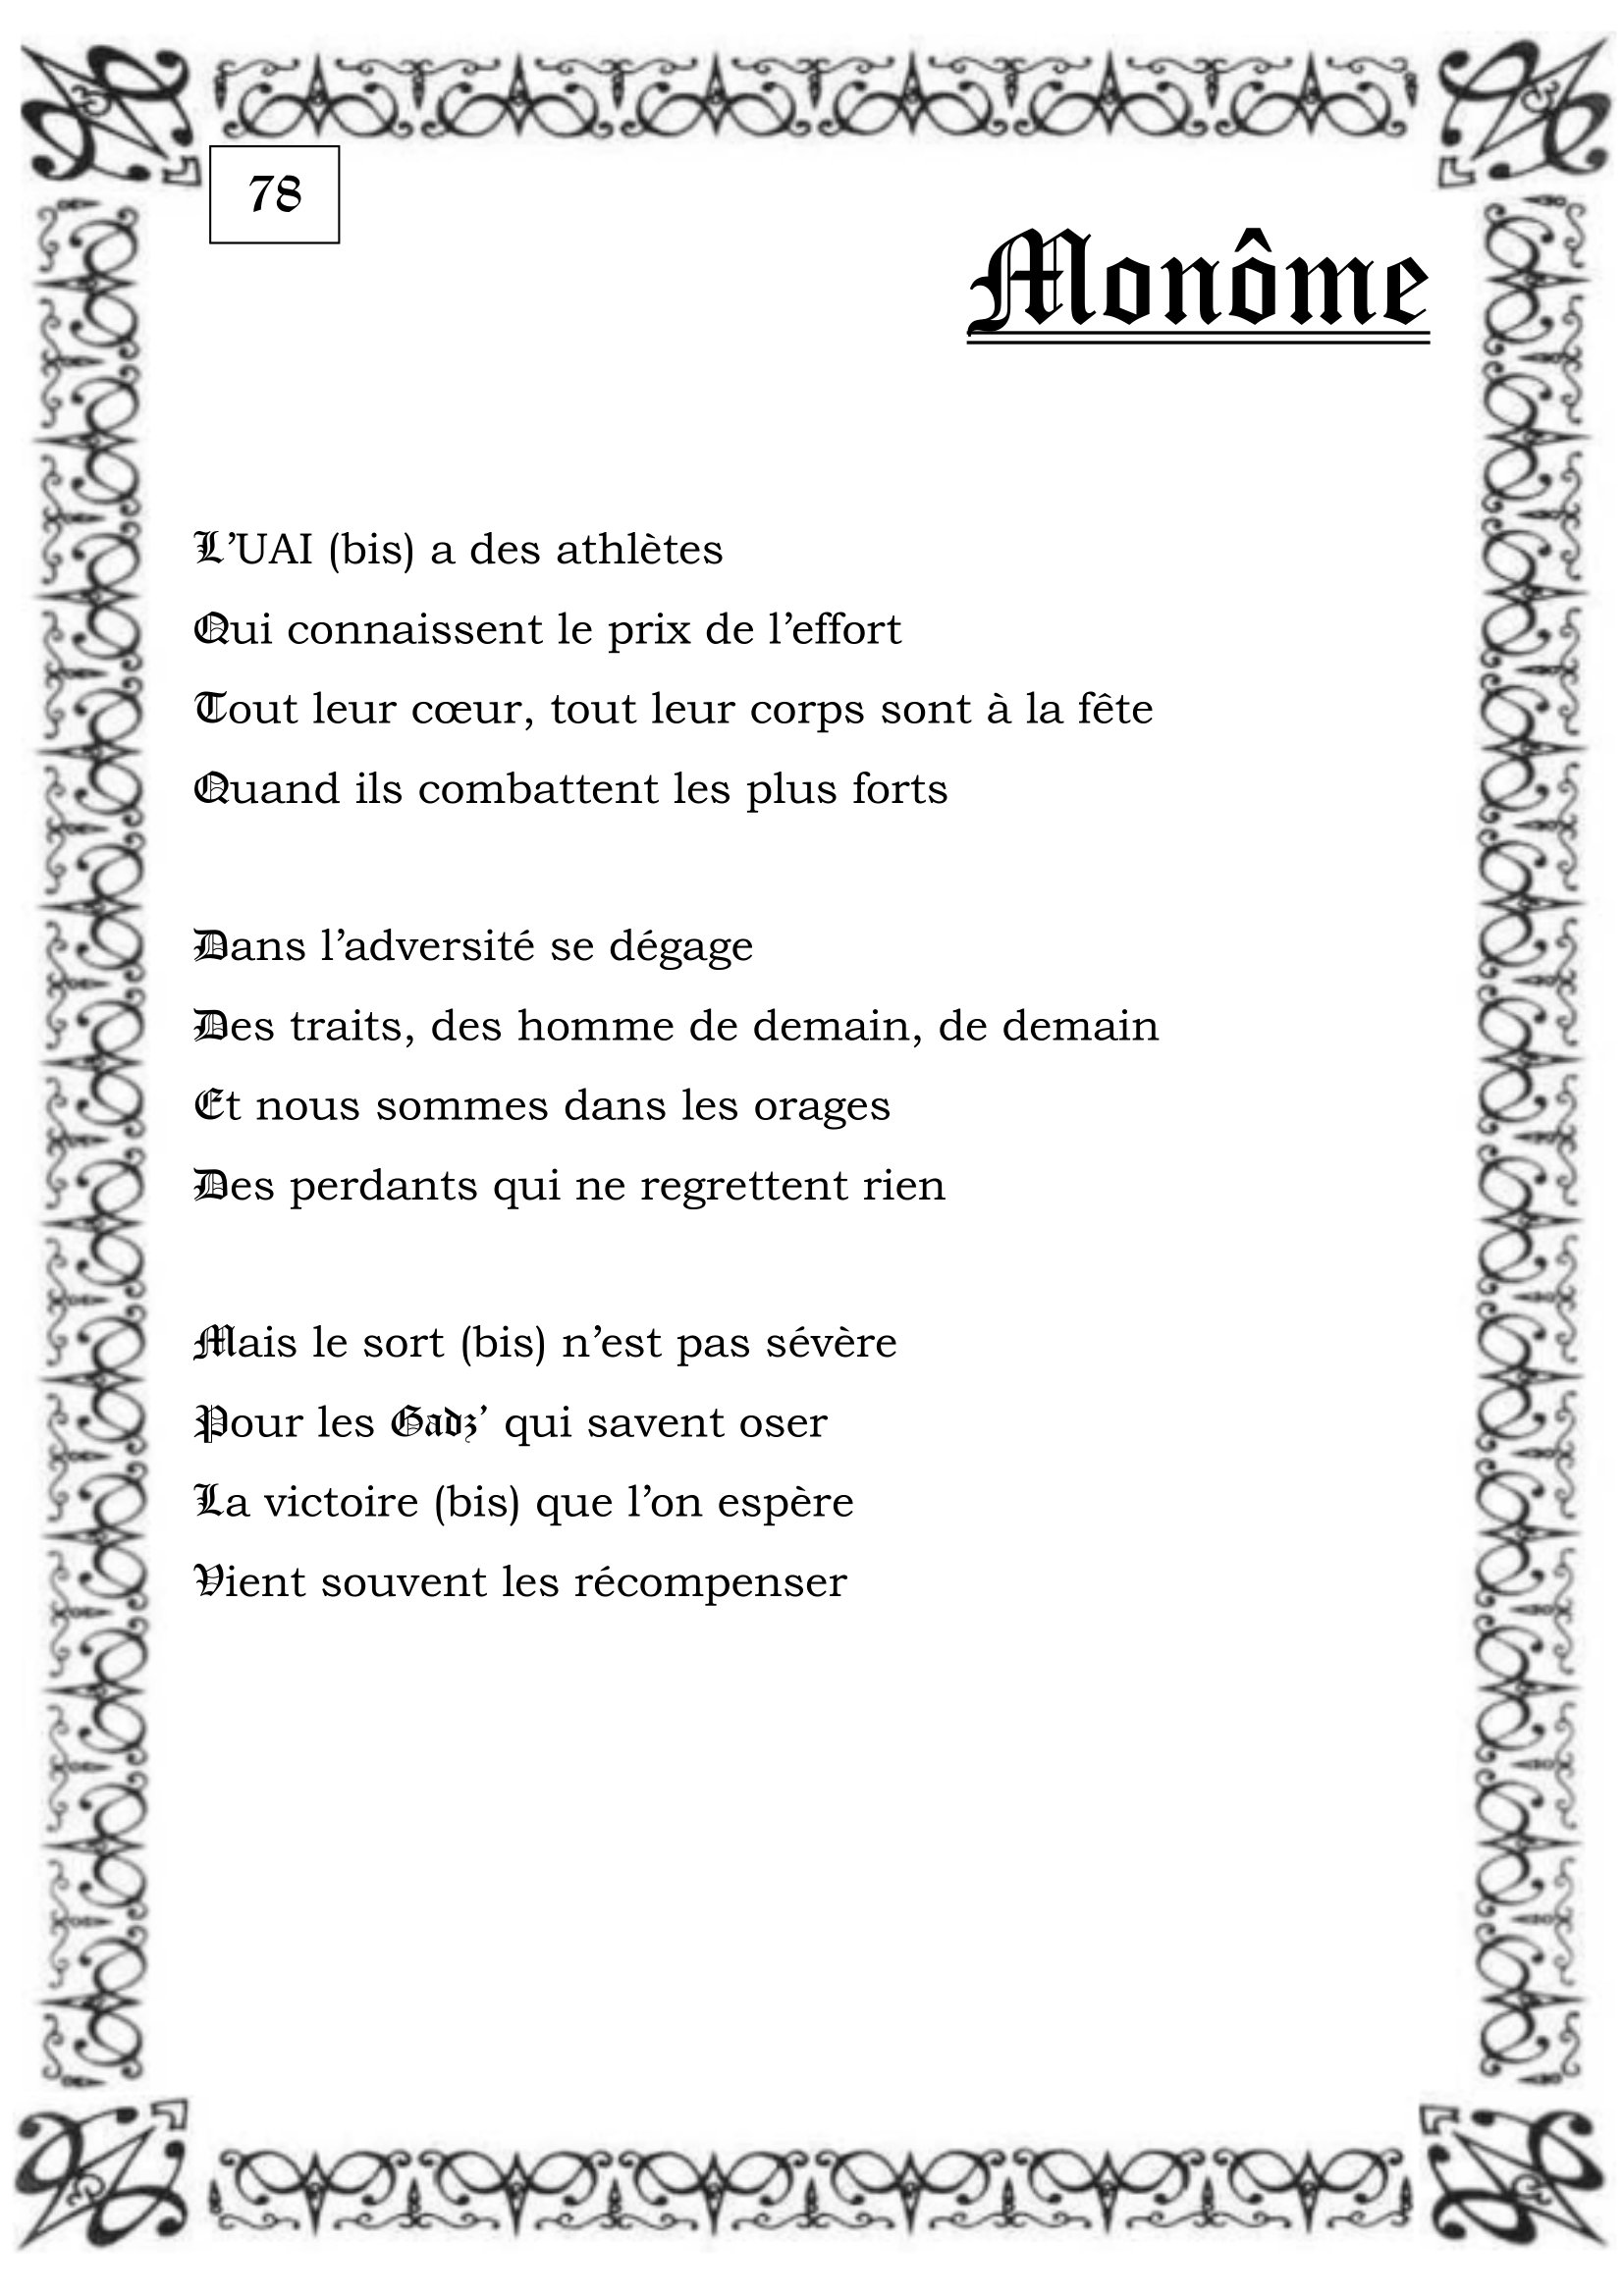 78
Monôme
L’UAI (bis) a des athlètes
Qui connaissent le prix de l’effort
Tout leur cœur, tout leur corps sont à la fête
Quand ils combattent les plus forts
Dans l’adversité se dégage
Des traits, des homme de demain, de demain
Et nous sommes dans les orages
Des perdants qui ne regrettent rien
Mais le sort (bis) n’est pas sévère
Pour les Gadz’ qui savent oser
La victoire (bis) que l’on espère
Vient souvent les récompenser